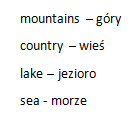 mountains – góry
country – wieś
lake – jezioro
sea - morze